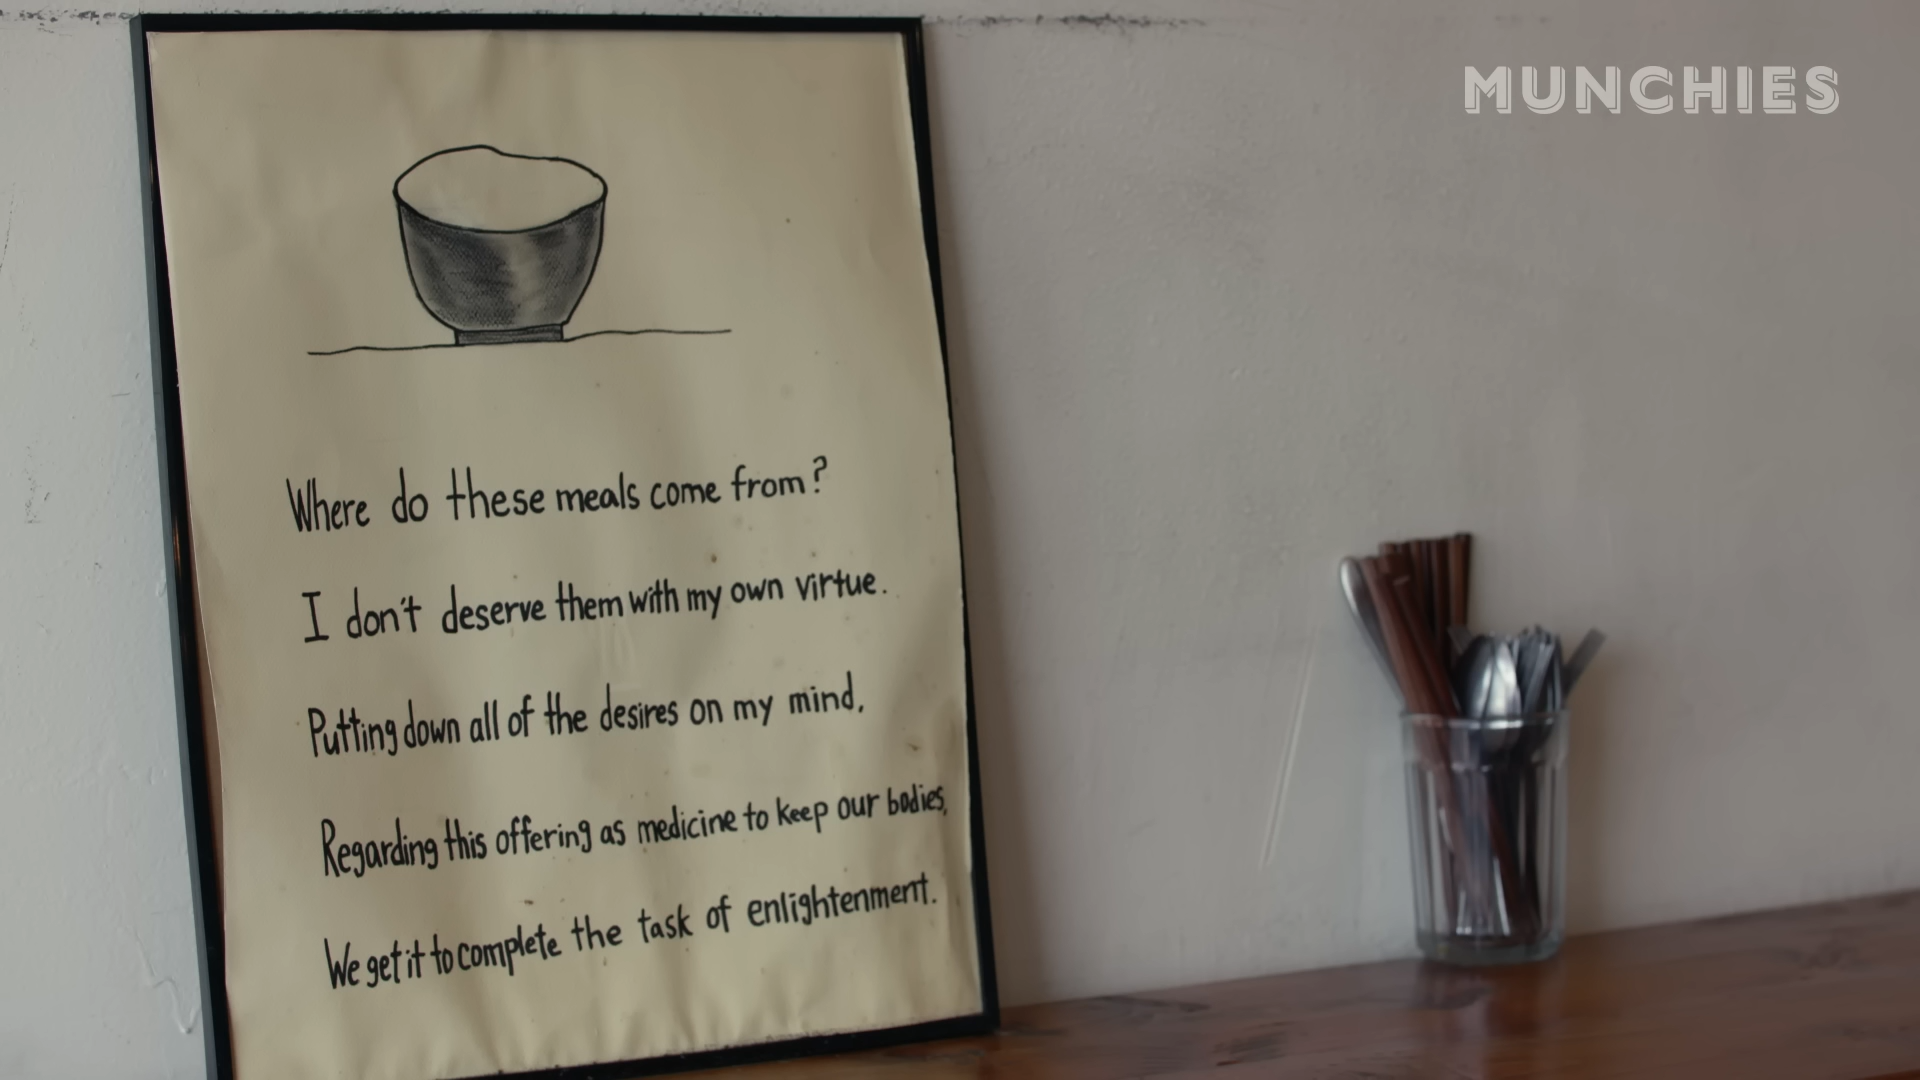 MUNCHIES
Where do these meals come from?
I don't deserve them with my own virtue.
Putting down all of the desires on my mind,
Regarding this offering as medicine to keep our bodies,
We get it to complete the task of enlightenment.